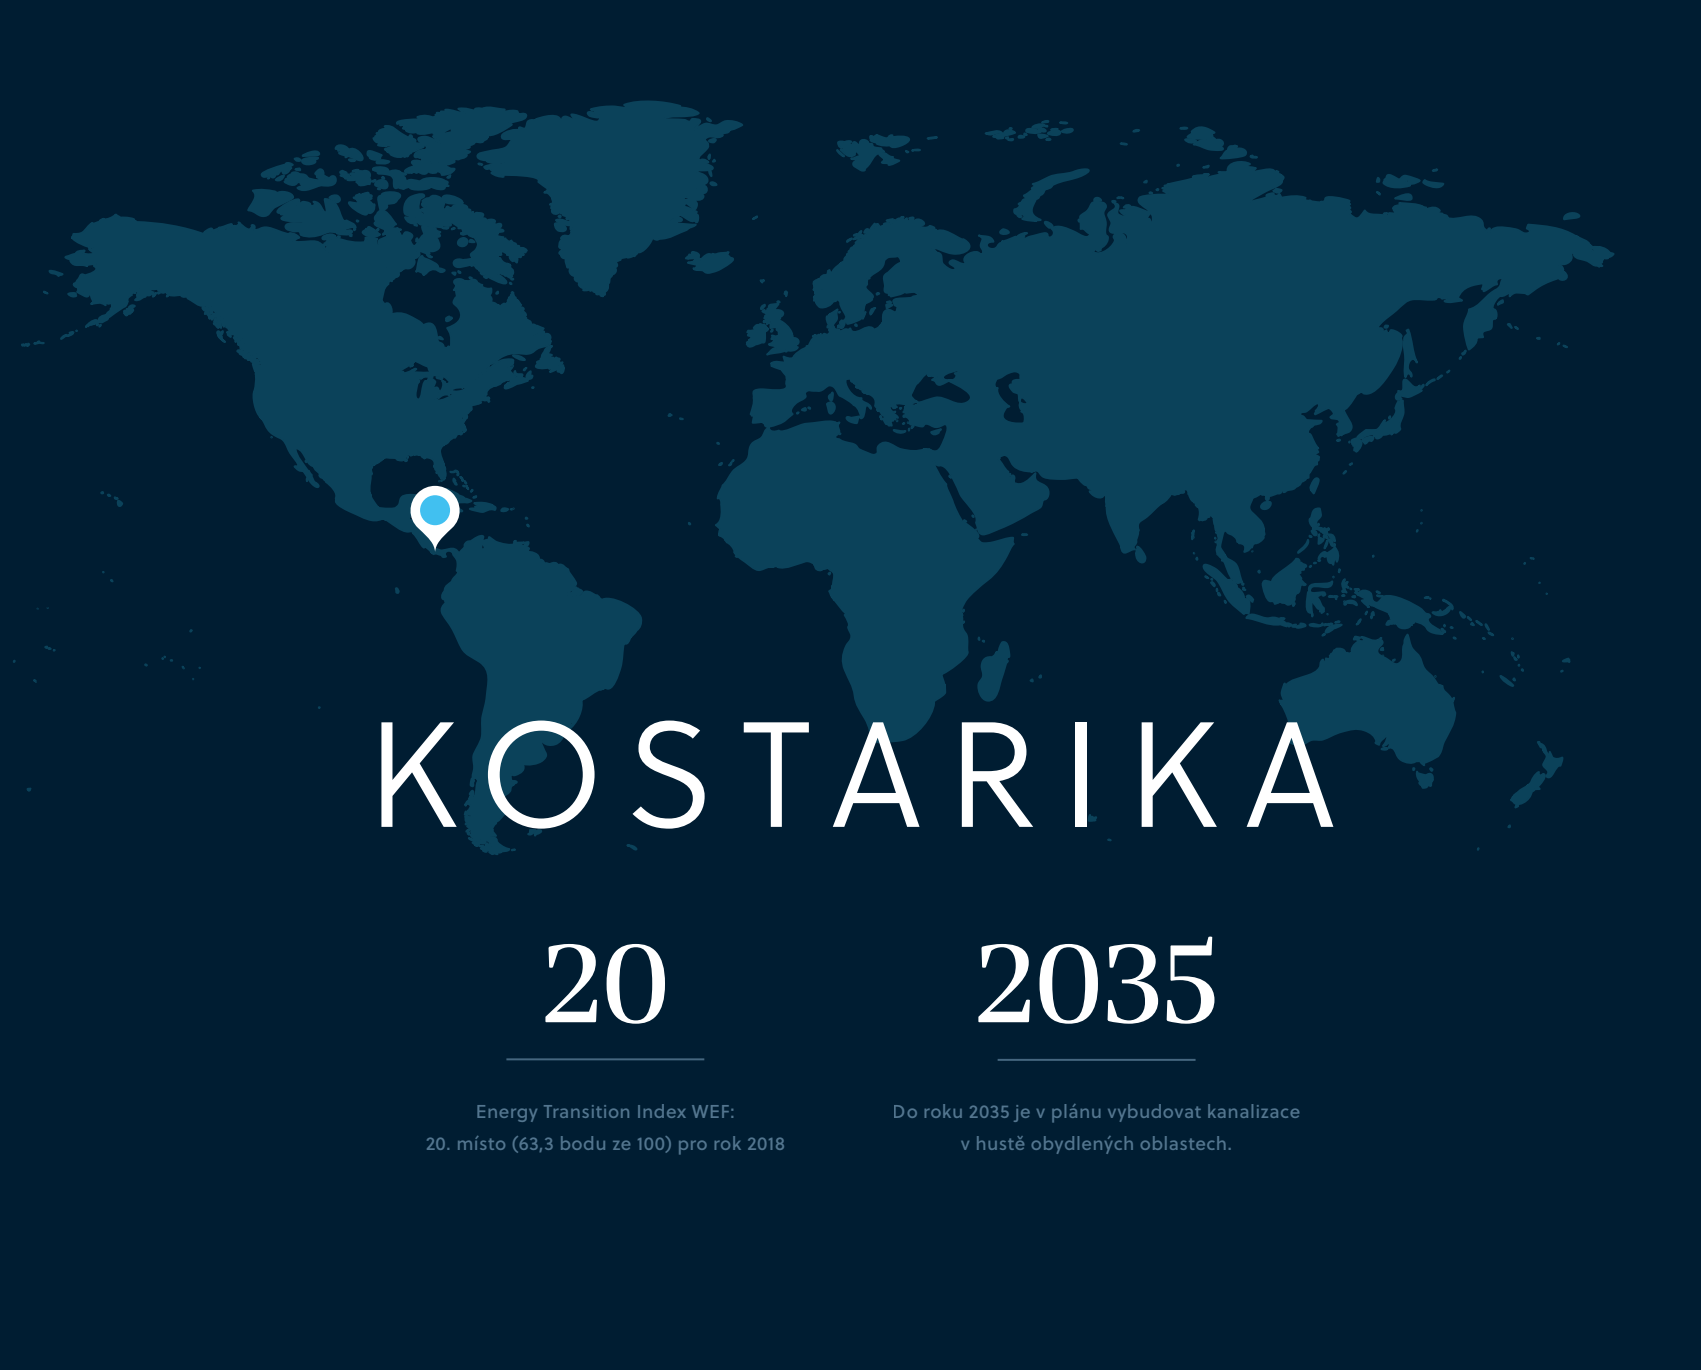 KOSTARIKA
20
Energy Transition Index WEF:
20. místo (63,3 bodu ze 100) pro rok 2018
2035
Do roku 2035 je v plánu vybudovat kanalizace
v hustě obydlených oblastech.